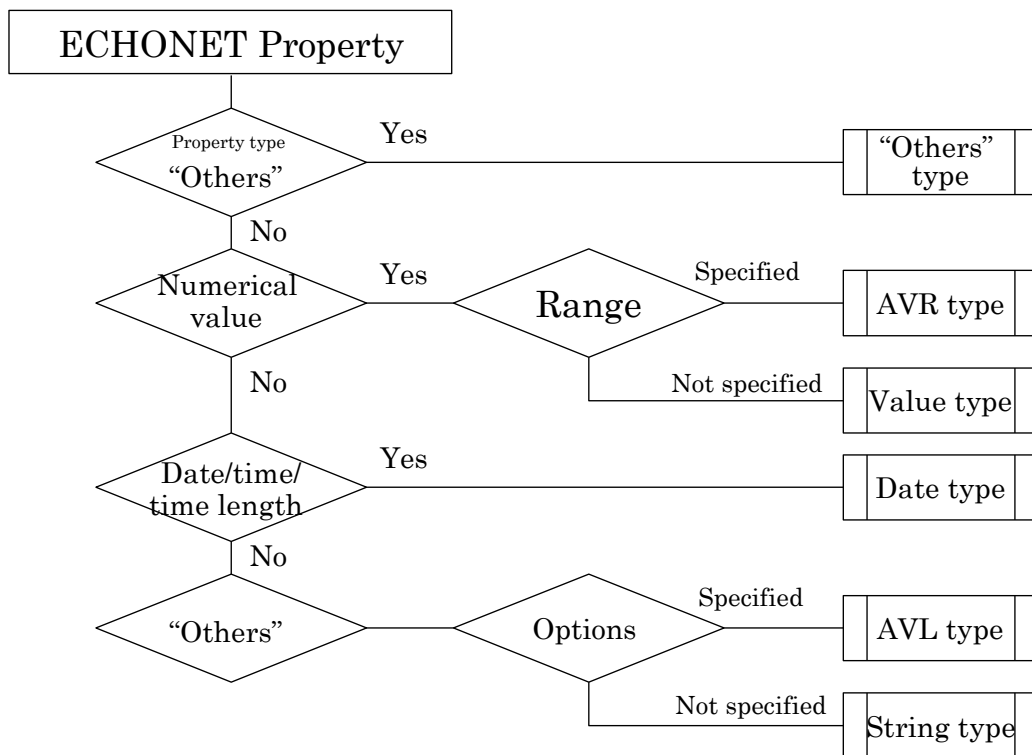 ECHONET Property
Property type
“Others”
Yes
“Others”
type
No
Numerical
value
Yes
Range
Specified
AVR type
Not specified
Value type
No
Date/time/
time length
Yes
Date type
No
“Others”
Options
Specified
AVL type
Not specified
String type